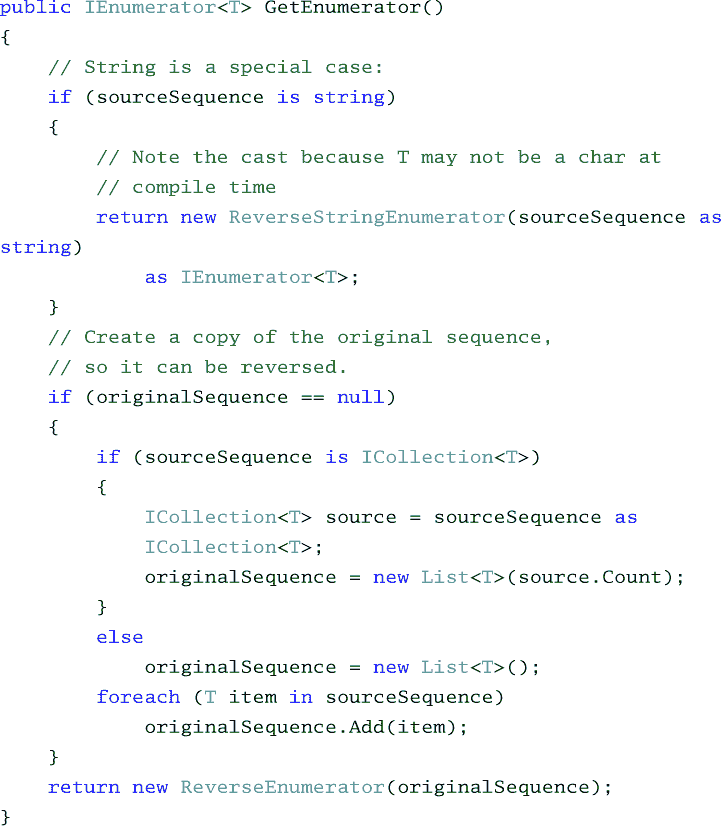 public IEnumerator<T> GetEnumerator()
{
    // String is a special case:
    if (sourceSequence is string)
    {
        // Note the cast because T may not be a char at
        // compile time
        return new ReverseStringEnumerator(sourceSequence as
string)
            as IEnumerator<T>;
    }
    // Create a copy of the original sequence,
    // so it can be reversed.
    if (originalSequence == null)
    {
        if (sourceSequence is ICollection<T>)
        {
            ICollection<T> source = sourceSequence as
            ICollection<T>;
            originalSequence = new List<T>(source.Count);
        }
        else
            originalSequence = new List<T>();
        foreach (T item in sourceSequence)
            originalSequence.Add(item);
    }
    return new ReverseEnumerator(originalSequence);
}